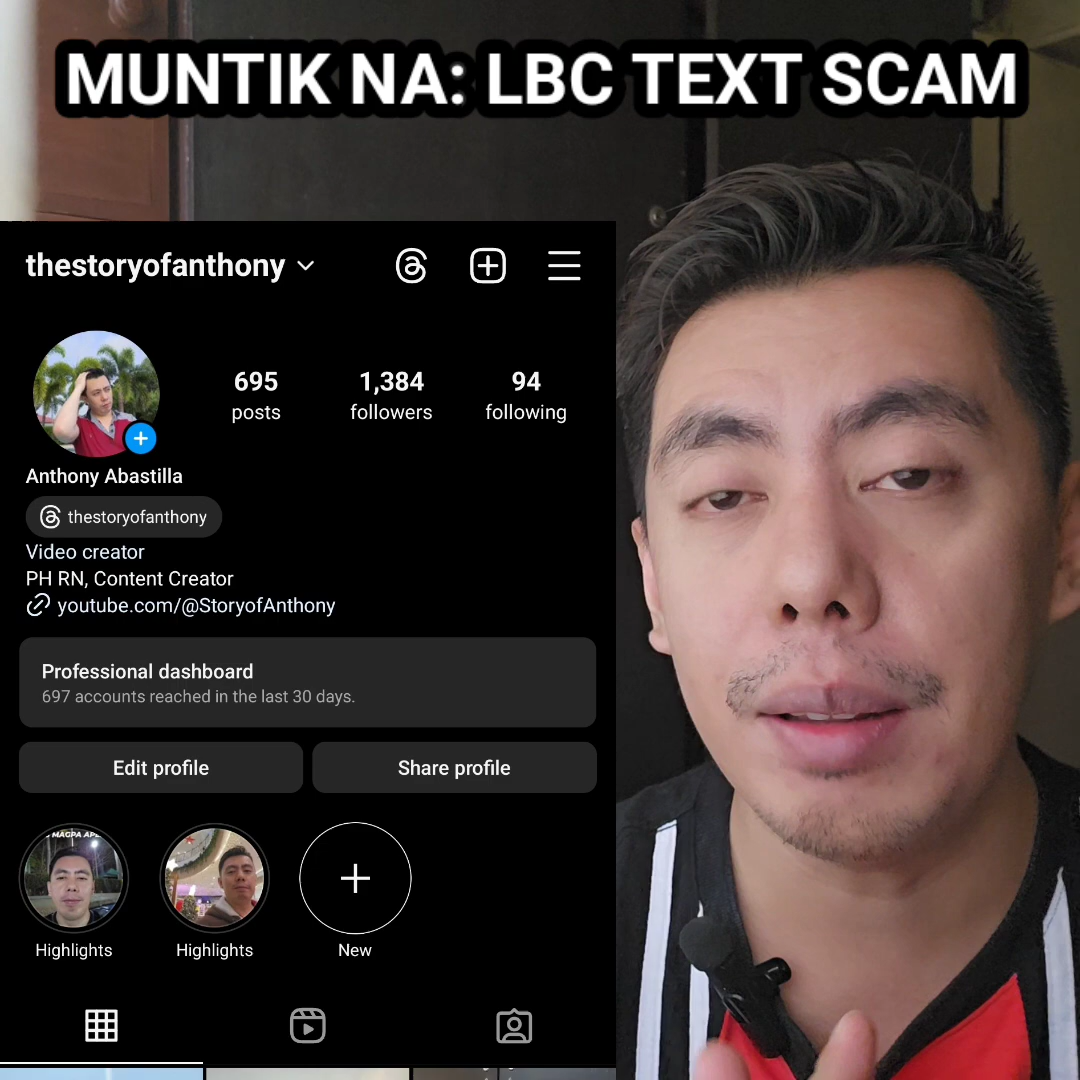 MUNTIK NA: LBC TEXT SCAM
thestoryofanthony
695 1,384 94
posts followers following
Anthony Abastilla
thestoryofanthony
Video creator
PH RN, Content Creator
youtube.com/@StoryofAnthony
Professional dashboard
697 accounts reached in the last 30 days.
Edit profile Share profile
MAGPA
Highlights Highlights New